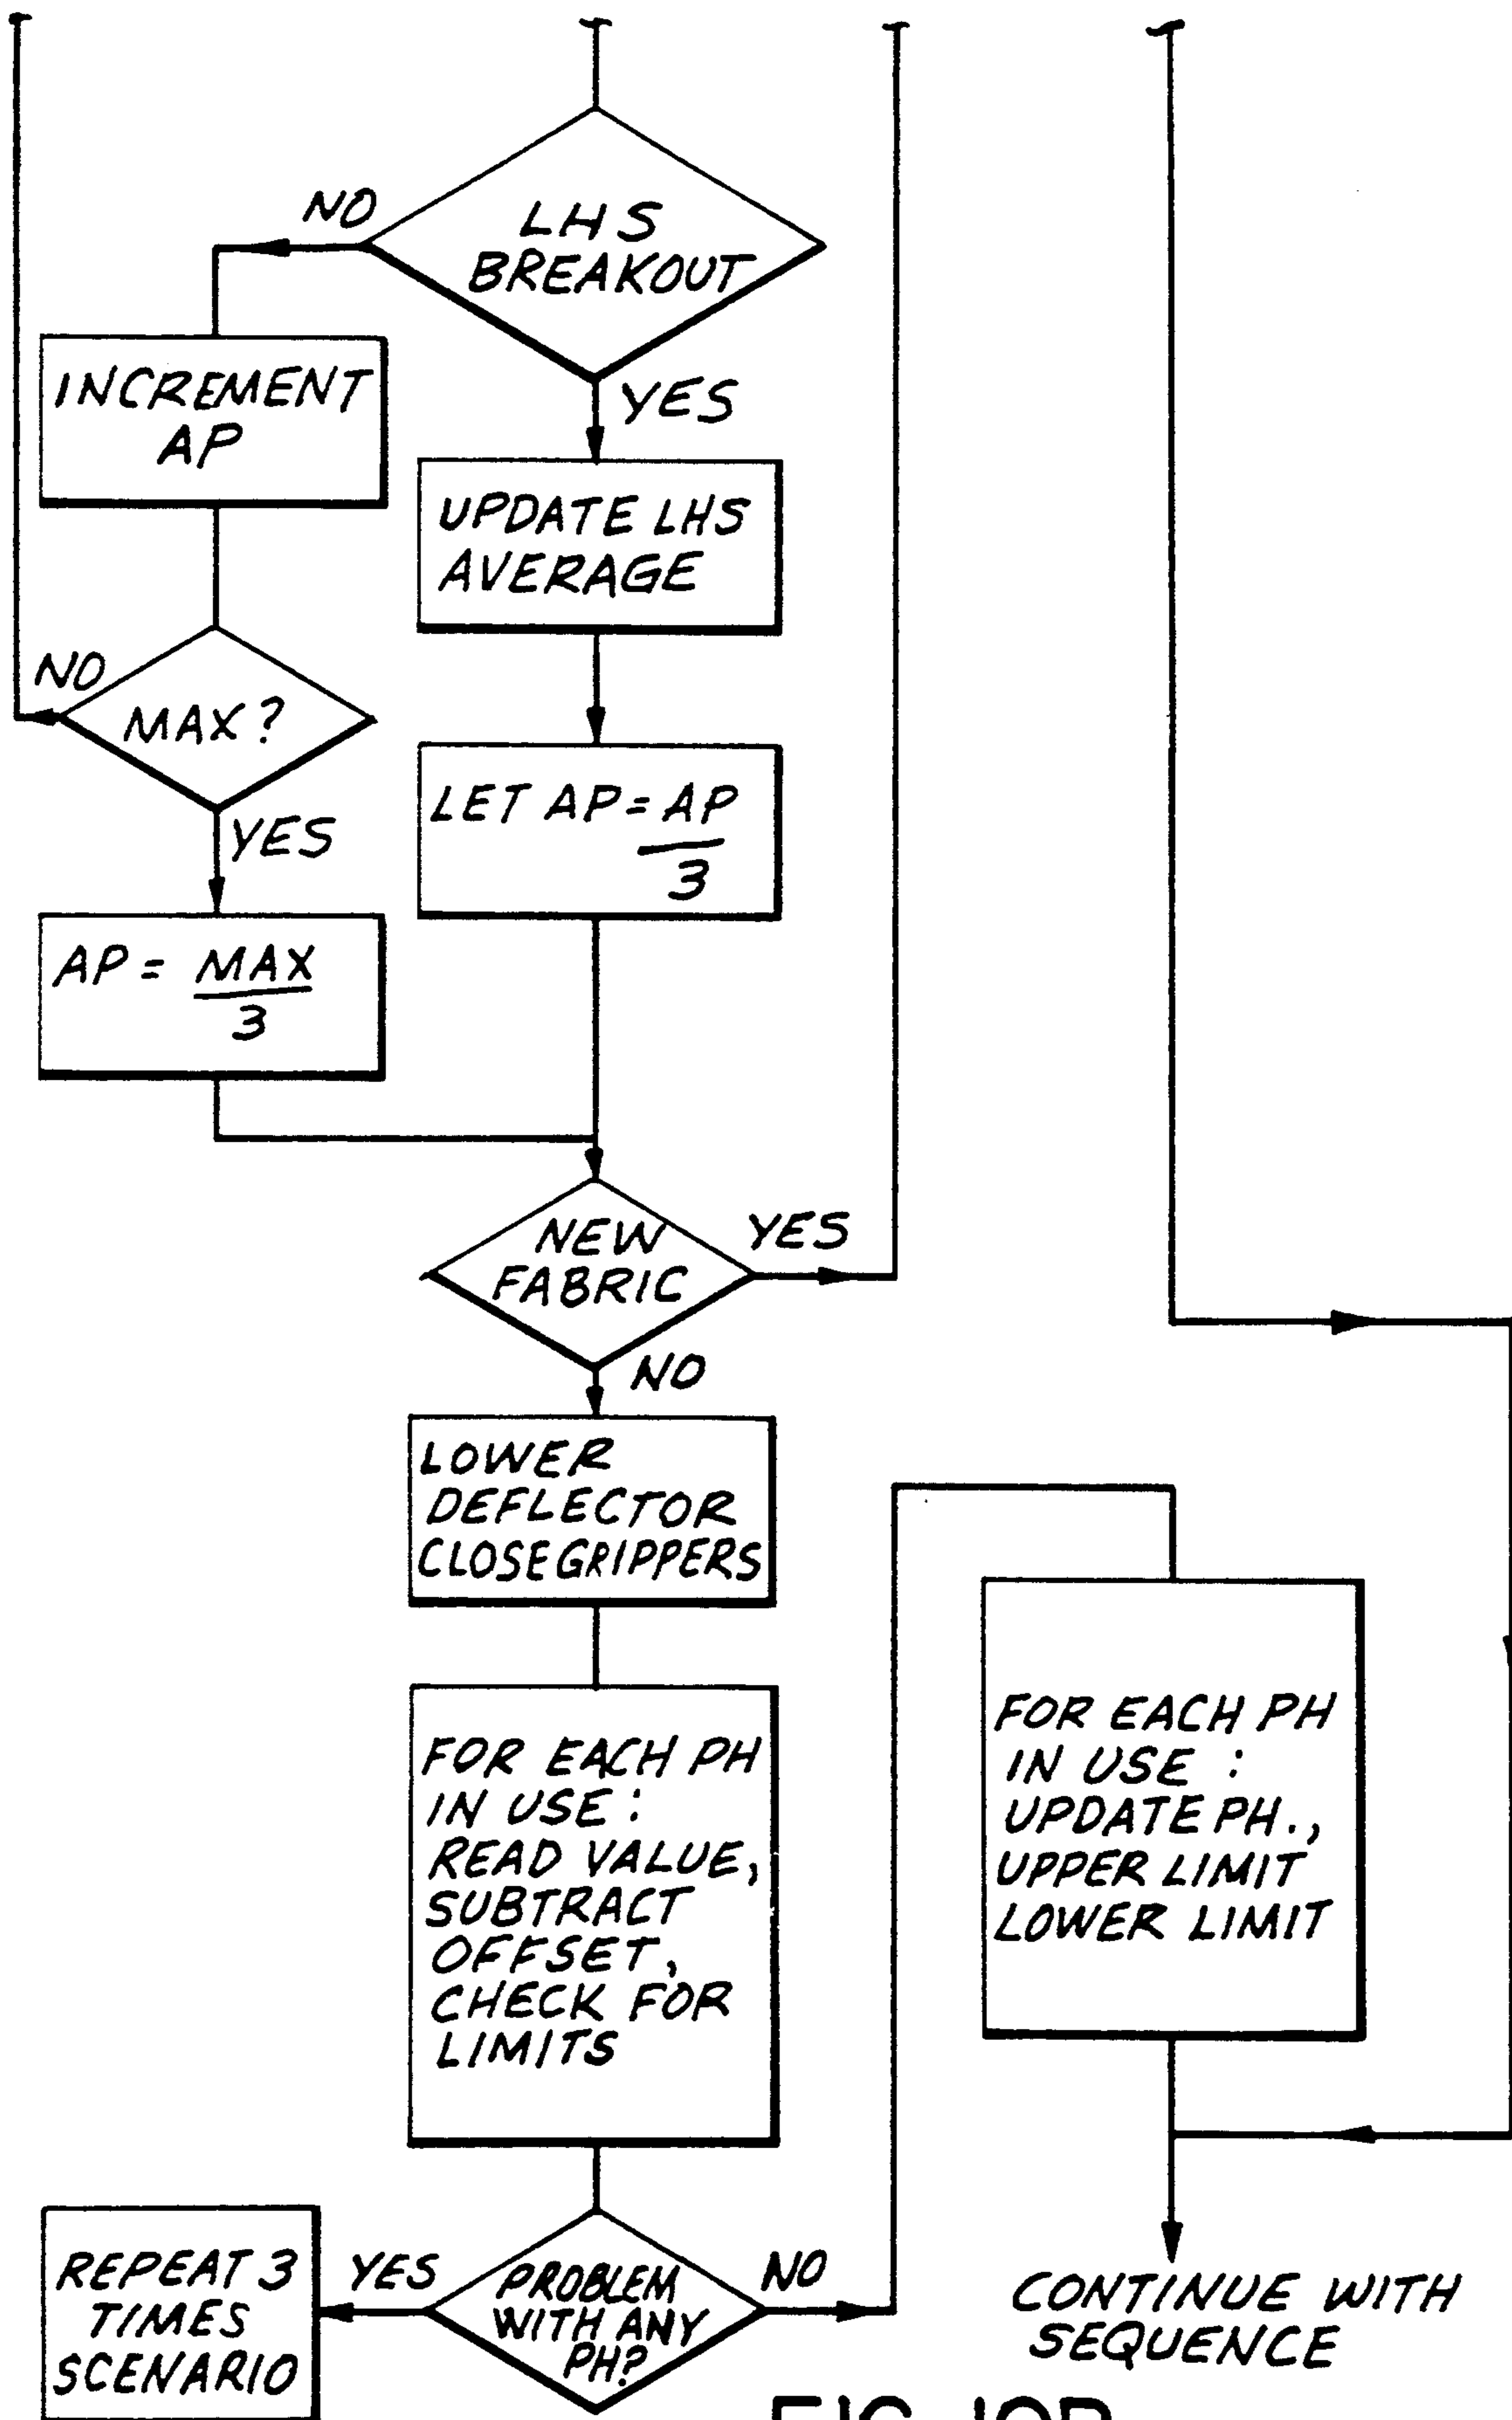 NO
LHS
BREAKOUT
INCREMENT
AP
YES
UPDATE LHS
AVERAGE
NO
MAX?
YES
LET AP = AP
3
AP = MAX
3
NEW
FABRIC
YES
NO
LOWER
DEFLECTOR
CLOSE GRIPPERS
FOR EACH PH
IN USE :
READ VALUE,
SUBTRACT
OFFSET,
CHECK FOR
LIMITS
FOR EACH PH
IN USE :
UPDATE PH.,
UPPER LIMIT
LOWER LIMIT
REPEAT 3
TIMES
SCENARIO
YES
PROBLEM
WITH ANY
PH?
NO
CONTINUE WITH
SEQUENCE